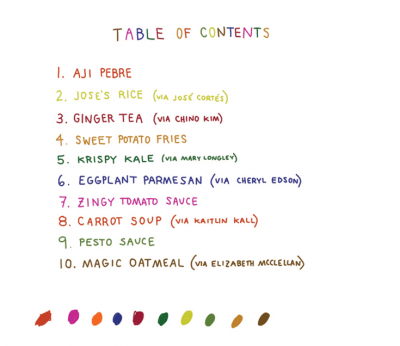 TABLE OF CONTENTS
1. AJI PEBRE
2. JOSE'S RICE (VIA JOSÉ CORTÉS)
3. GINGER TEA (VIA CHINO KIM)
4. SWEET POTATO FRIES
5. KRISPY KALE (VIA MARY LONGLEY)
6. EGGPLANT PARMESAN (VIA CHERYL EDSON)
7. ZINGY TOMATO SAUCE
8. CARROT SOUP (VIA KAITLIN KALL)
9. PESTO SAUCE
10. MAGIC OATMEAL (VIA ELIZABETH MCCLELLAN)